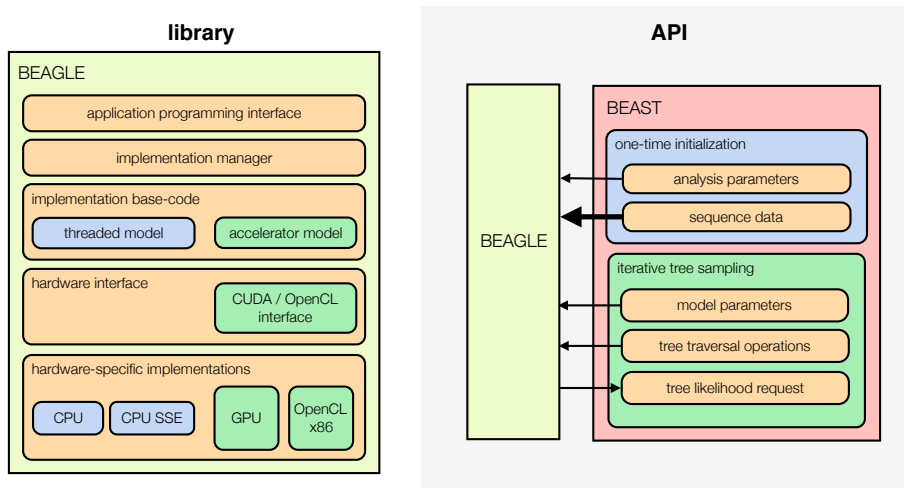 library
BEAGLE
application programming interface
implementation manager
implementation base-code
threaded model
accelerator model
hardware interface
CUDA / OpenCL
interface
hardware-specific implementations
CPU
CPU SSE
GPU
OpenCL
x86
API
BEAGLE
BEAST
one-time initialization
analysis parameters
sequence data
iterative tree sampling
model parameters
tree traversal operations
tree likelihood request